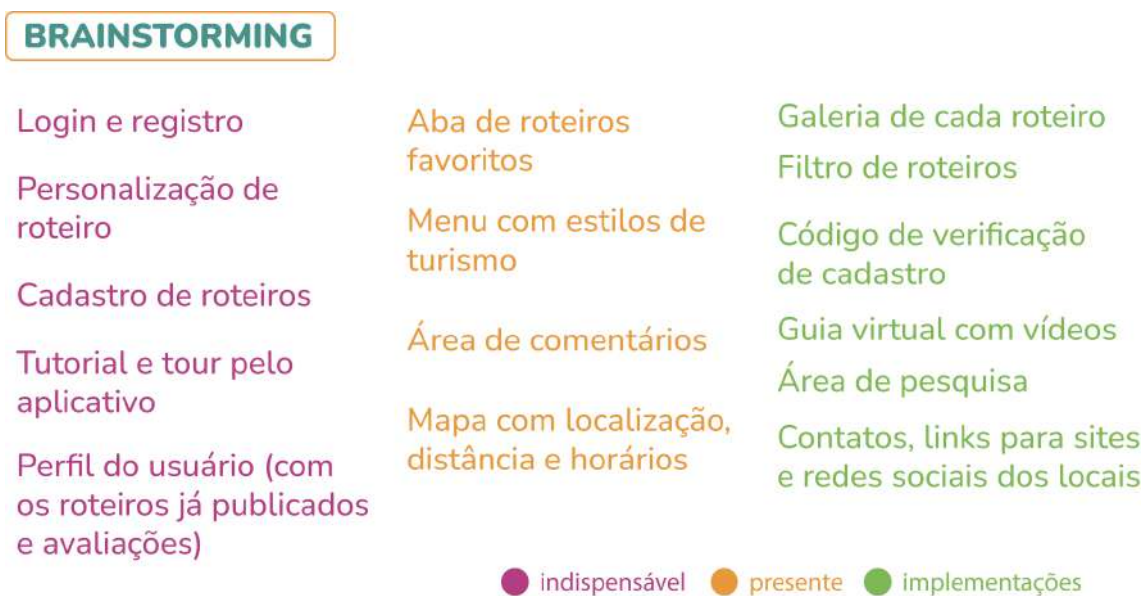 BRAINSTORMING
Login e registro
Personalização de
roteiro
Cadastro de roteiros
Tutorial e tour pelo
aplicativo
Perfil do usuário (com
os roteiros já publicados
e avaliações)
Aba de roteiros
favoritos
Menu com estilos de
turismo
Área de comentários
Mapa com localização,
distância e horários
Galeria de cada roteiro
Filtro de roteiros
Código de verificação
de cadastro
Guia virtual com vídeos
Área de pesquisa
Contatos, links para sites
e redes sociais dos locais
indispensável
presente
implementações